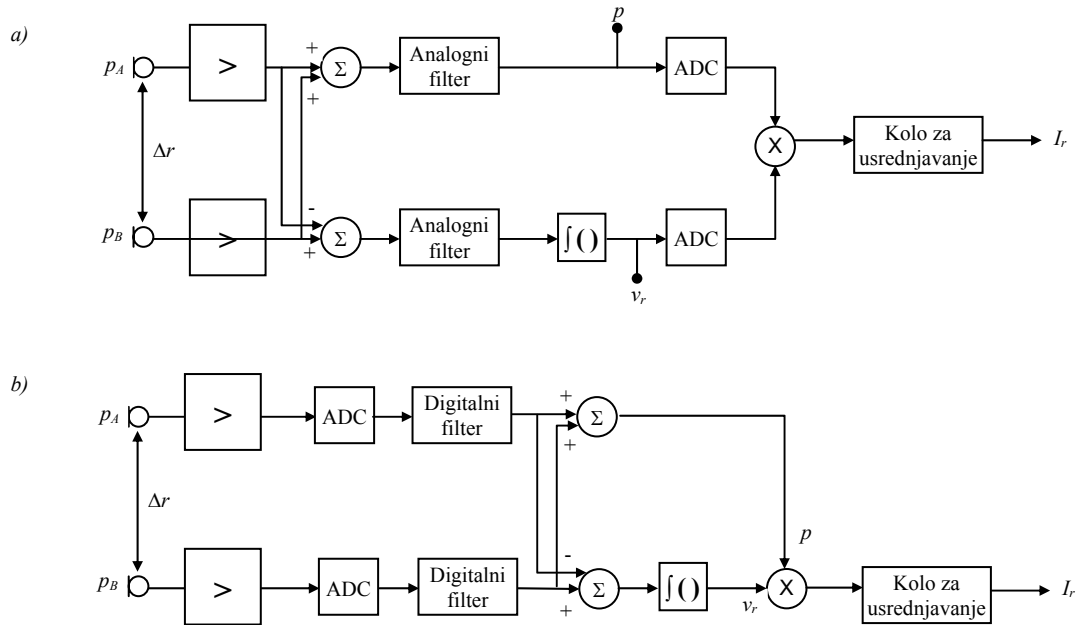 a)
p
p_A
>
+
+
Σ
Analogni
filter
ADC
Δr
X
Kolo za
usrednjavanje
I_r
p_B
>
-
+
Σ
Analogni
filter
∫()
ADC
v_r
b)
p_A
>
ADC
Digitalni
filter
+
+
Σ
Δr
p
p_B
>
ADC
Digitalni
filter
-
+
Σ
∫()
v_r
X
Kolo za
usrednjavanje
I_r